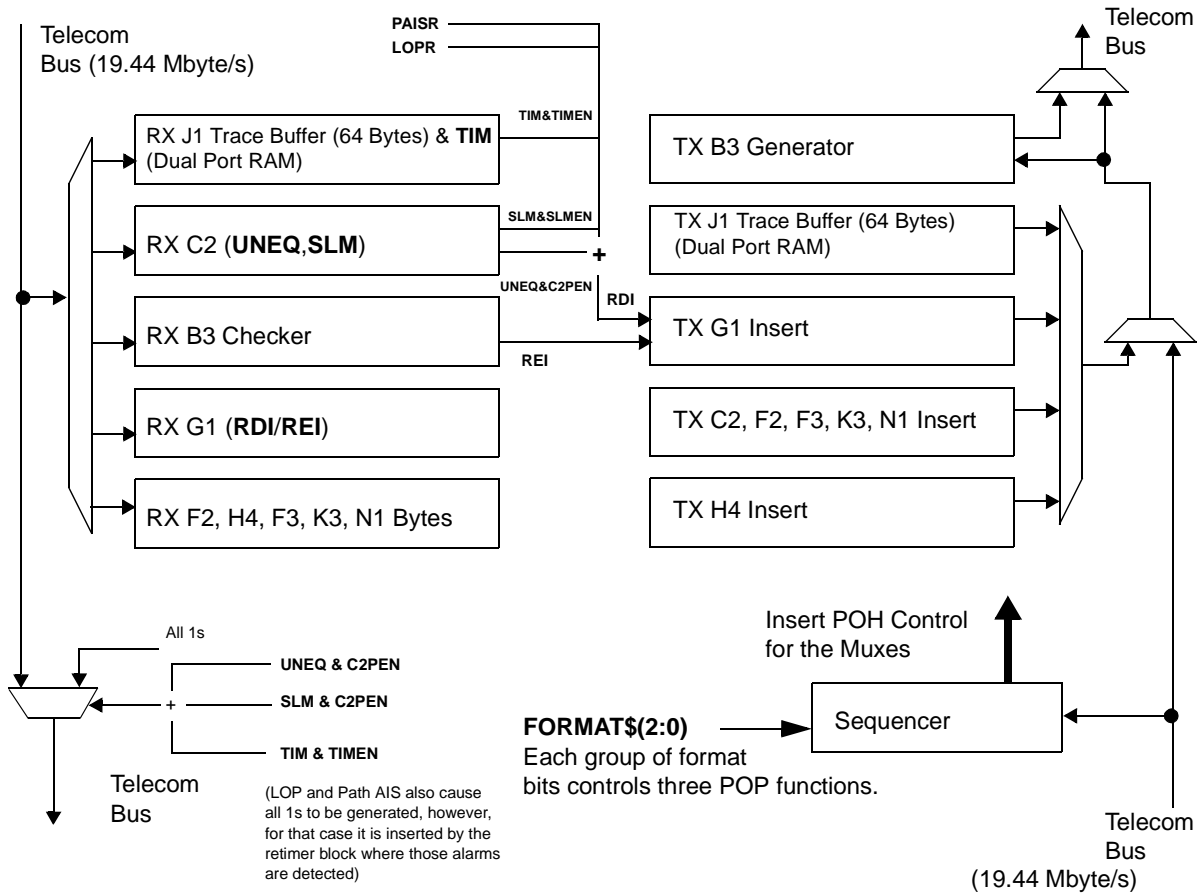 Telecom
Bus (19.44 Mbyte/s)
PAISR
LOPR
Telecom
Bus
RX J1 Trace Buffer (64 Bytes) & TIM
(Dual Port RAM)
TIM&TIMEN
TX B3 Generator
RX C2 (UNEQ,SLM)
SLM&SLMEN
+
UNEQ&C2PEN
TX J1 Trace Buffer (64 Bytes)
(Dual Port RAM)
RX B3 Checker
RDI
REI
TX G1 Insert
RX G1 (RDI/REI)
TX C2, F2, F3, K3, N1 Insert
RX F2, H4, F3, K3, N1 Bytes
TX H4 Insert
All 1s
UNEQ & C2PEN
+
SLM & C2PEN
TIM & TIMEN
Telecom
Bus
(LOP and Path AIS also cause
all 1s to be generated, however,
for that case it is inserted by the
retimer block where those alarms
are detected)
Insert POH Control
for the Muxes
Sequencer
FORMAT$(2:0)
Each group of format
bits controls three POP functions.
Telecom
Bus
(19.44 Mbyte/s)